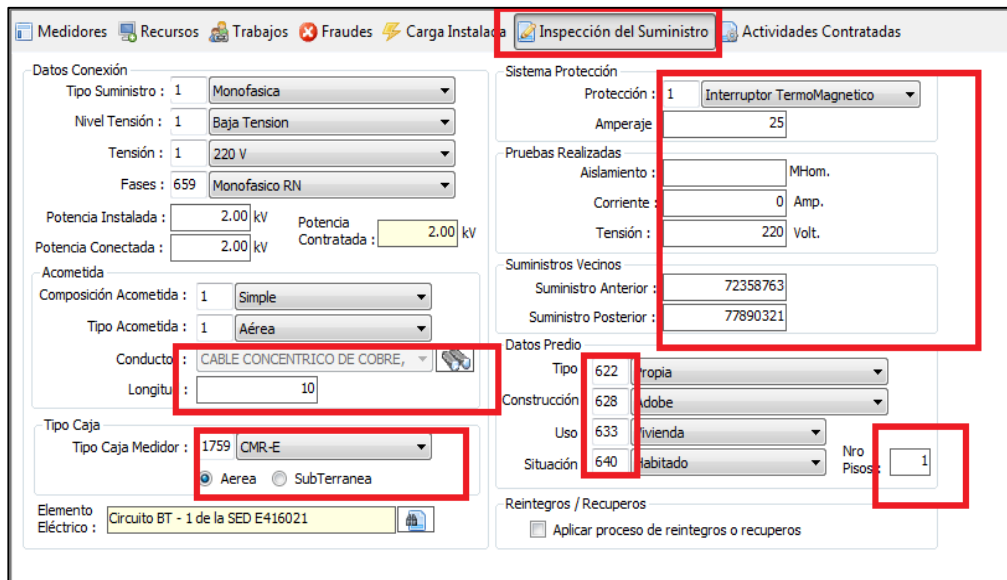 Medidores Recursos Trabajos Fraudes Carga Instalada Inspección del Suministro Actividades Contratadas
Datos Conexión
Tipo Suministro : 1 Monofasica
Nivel Tensión : 1 Baja Tension
Tensión : 1 220 V
Fases : 659 Monofasico RN
Potencia Instalada : 2.00 kV
Potencia Conectada : 2.00 kV
Potencia
Contratada : 2.00 kV
Acometida
Composición Acometida : 1 Simple
Tipo Acometida : 1 Aérea
Conducto : CABLE CONCENTRICO DE COBRE,
Longitu : 10
Tipo Caja
Tipo Caja Medidor : 1759 CMR-E
Aerea SubTerranea
Elemento
Eléctrico : Circuito BT - 1 de la SED E416021
Sistema Protección
Protección : 1 Interruptor TermoMagnetico
Amperaje 25
Pruebas Realizadas
Aislamiento : MHom.
Corriente 0 Amp.
Tensión : 220 Volt.
Suministros Vecinos
Suministro Anterior : 72358763
Suministro Posterior : 77890321
Datos Predio
Tipo 622 Propia
Construcción 628 Adobe
Uso 633 Vivienda
Situación 640 Habitado
Nro
Pisos : 1
Reintegros / Recuperos
Aplicar proceso de reintegros o recuperos